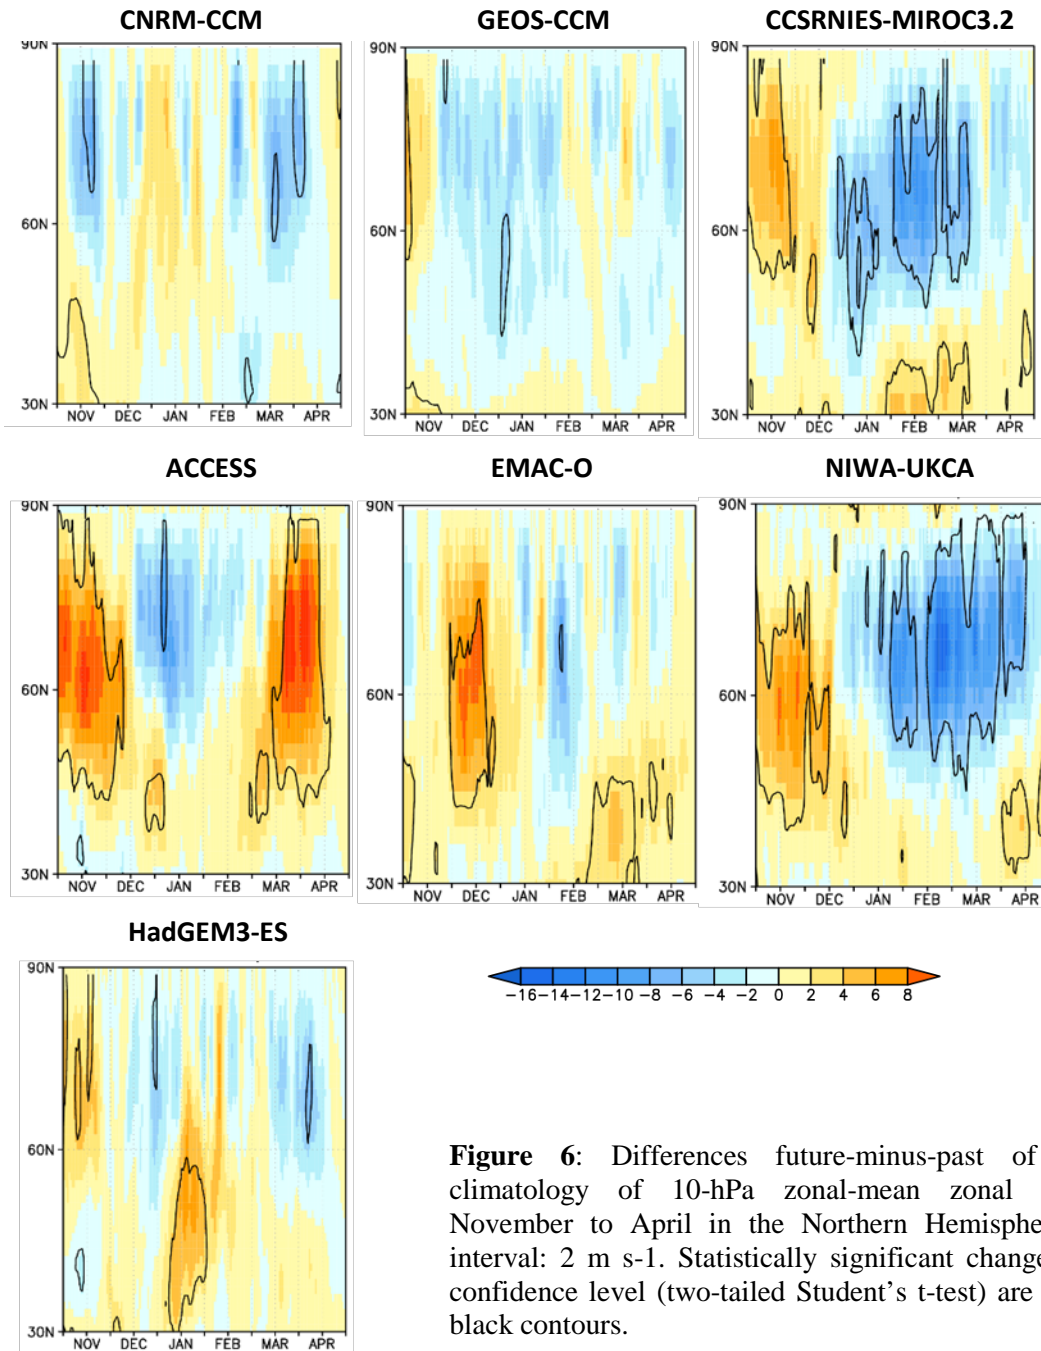 CNRM-CCM GEOS-CCM CCSRNIES-MIROC3.2
90N 90N 90N
60N 60N 60N
30N 30N 30N
NOV DEC JAN FEB MAR APR NOV DEC JAN FEB MAR APR NOV DEC JAN FEB MAR APR
ACCESS EMAC-O NIWA-UKCA
90N 90N 90N
60N 60N 60N
30N 30N 30N
NOV DEC JAN FEB MAR APR NOV DEC JAN FEB MAR APR NOV DEC JAN FEB MAR APR
HadGEM3-ES
90N
60N
30N
NOV DEC JAN FEB MAR APR
-16 -14 -12 -10 -8 -6 -4 -2 0 2 4 6 8
Figure 6: Differences future-minus-past of
climatology of 10-hPa zonal-mean zonal
November to April in the Northern Hemisphe
interval: 2 m s-1. Statistically significant change
confidence level (two-tailed Student's t-test) are
black contours.